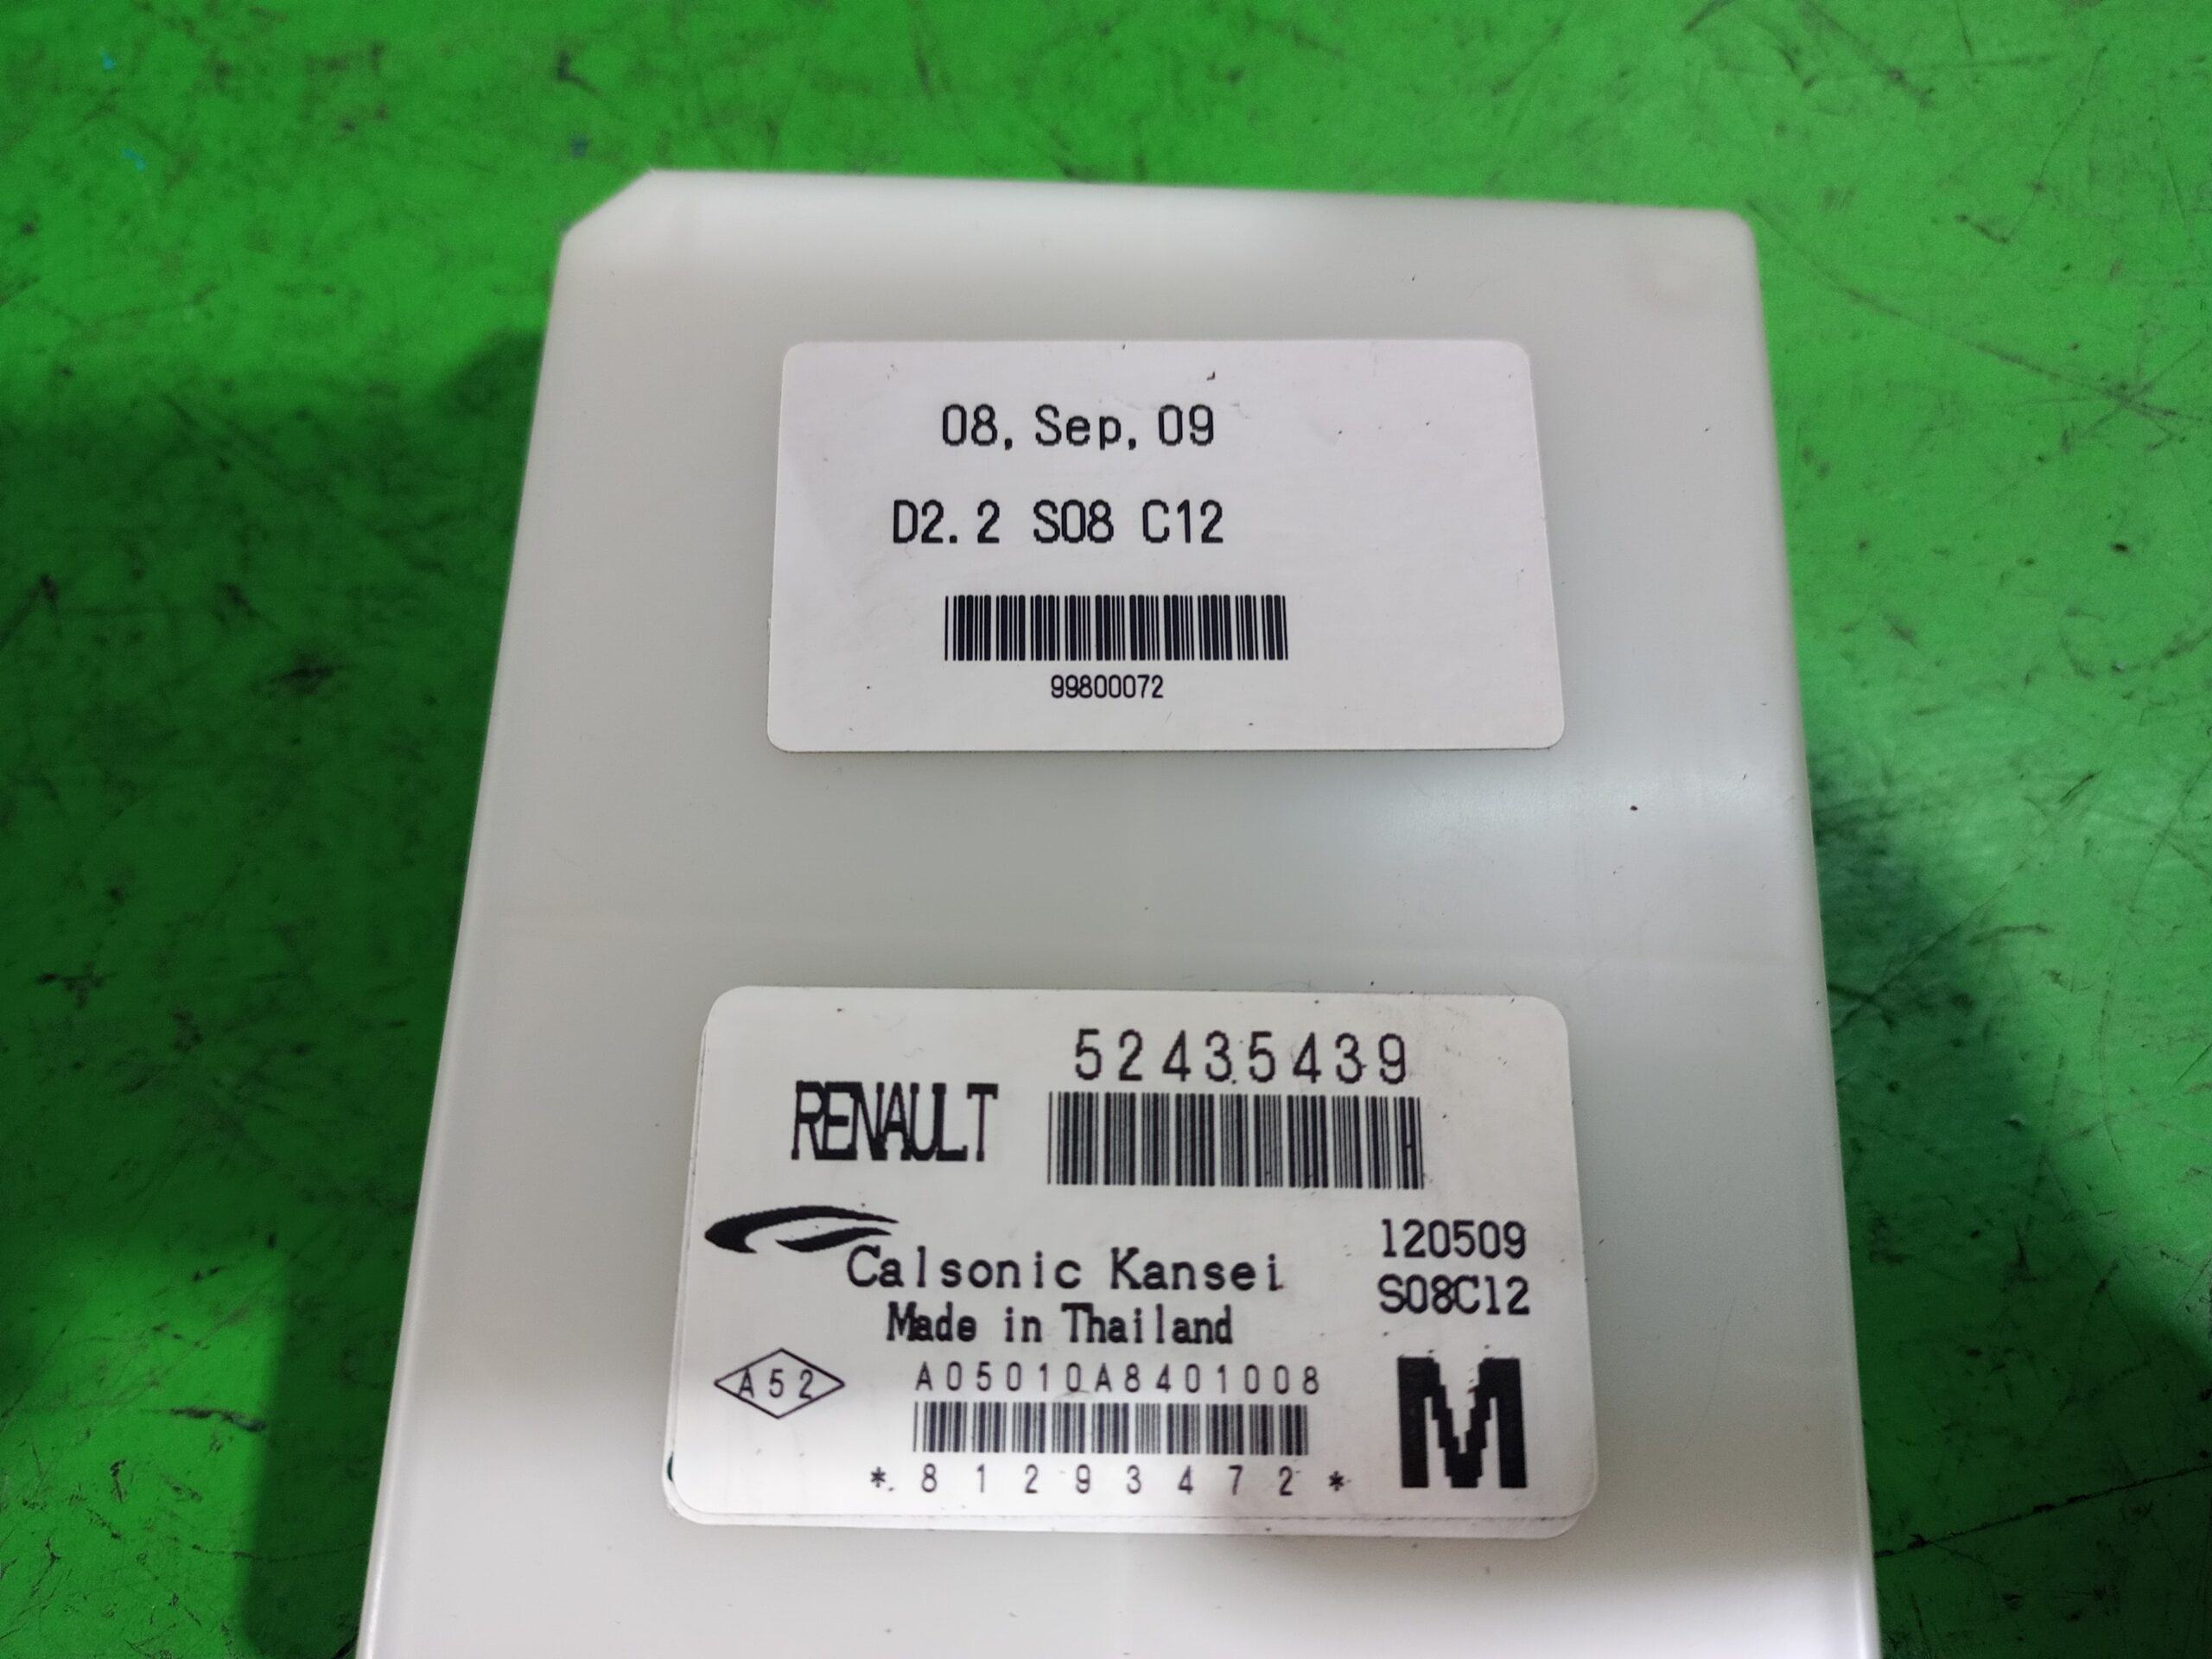 08, Sep, 09
D2. 2 S08 C12
99800072
52435439
RENAULT
Calsonic Kansei
120509
S08C12
Made in Thailand
A52
A05010A8401008
M
*81293472*